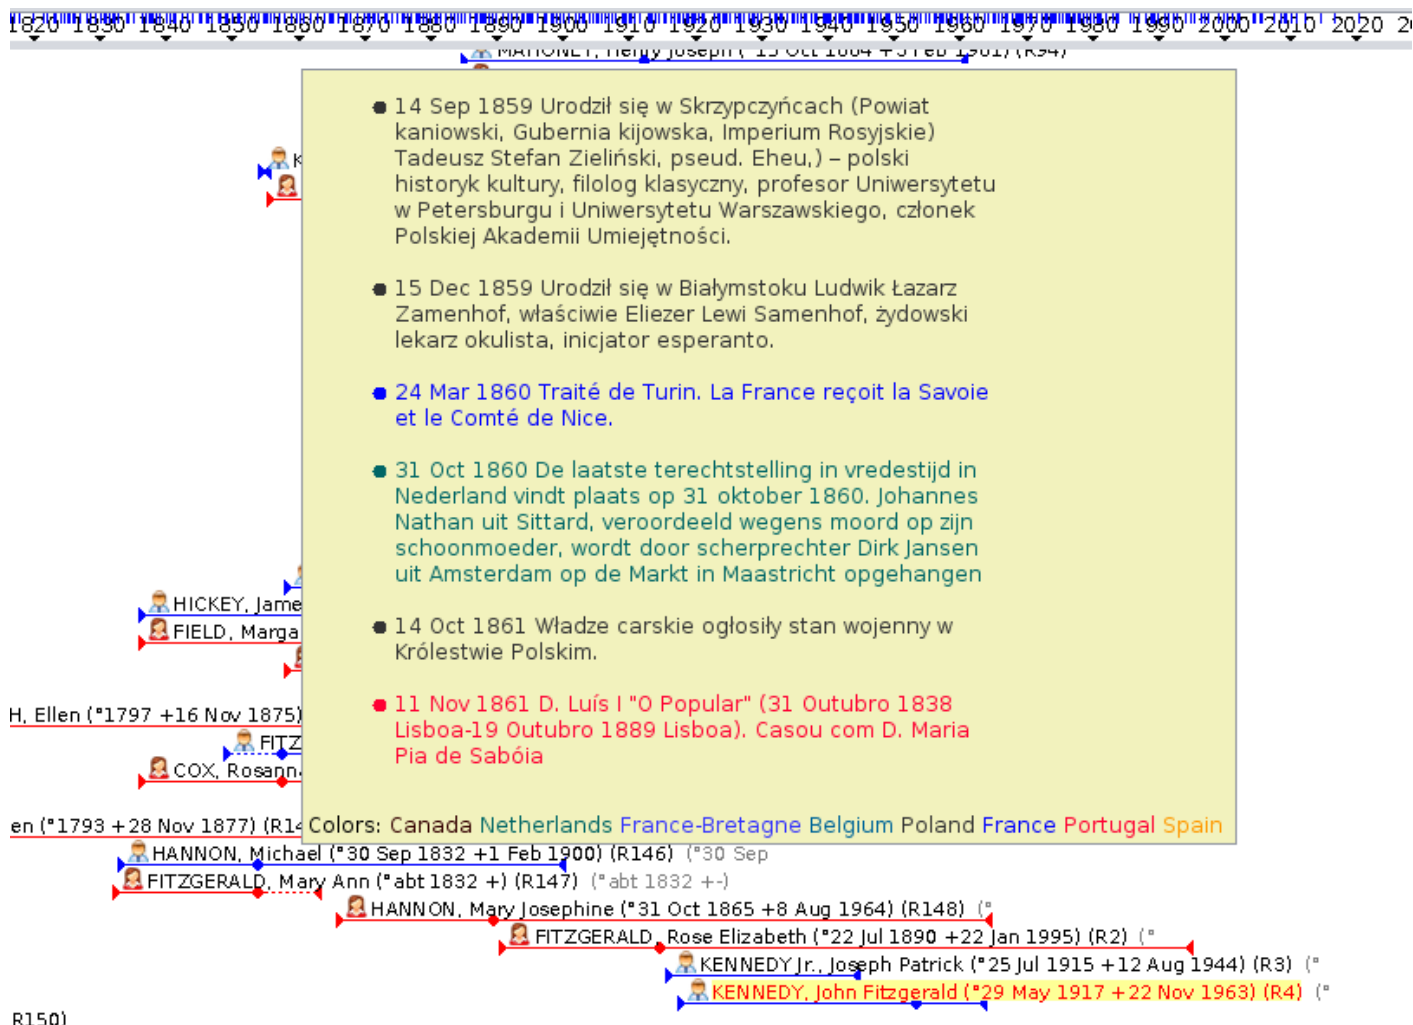 1820 1830 1840 1850 1860 1870 1880 1890 1900 1910 1920 1930 1940 1950 1960 1970 1980 1990 2000 2010 2020
MAHONEY, Henry Joseph (°15 Oct 1864 +5 Feb 1961) (R94)
14 Sep 1859 Urodził się w Skrzypczyńcach (Powiat
kaniowski, Gubernia kijowska, Imperium Rosyjskie)
Tadeusz Stefan Zieliński, pseud. Eheu,) – polski
historyk kultury, filolog klasyczny, profesor Uniwersytetu
w Petersburgu i Uniwersytetu Warszawskiego, członek
Polskiej Akademii Umiejętności.
15 Dec 1859 Urodził się w Białymstoku Ludwik Łazarz
Zamenhof, właściwie Eliezer Lewi Samenhof, żydowski
lekarz okulista, inicjator esperanto.
24 Mar 1860 Traité de Turin. La France reçoit la Savoie
et le Comté de Nice.
31 Oct 1860 De laatste terechtstelling in vredestijd in
Nederland vindt plaats op 31 oktober 1860. Johannes
Nathan uit Sittard, veroordeeld wegens moord op zijn
schoonmoeder, wordt door scherprechter Dirk Jansen
uit Amsterdam op de Markt in Maastricht opgehangen
14 Oct 1861 Władze carskie ogłosiły stan wojenny w
Królestwie Polskim.
11 Nov 1861 D. Luís I "O Popular" (31 Outubro 1838
Lisboa-19 Outubro 1889 Lisboa). Casou com D. Maria
Pia de Sabóia
Colors: Canada Netherlands France-Bretagne Belgium Poland France Portugal Spain
K
HICKEY, Jame
FIELD, Marga
H, Ellen (°1797 +16 Nov 1875)
FITZ
COX, Rosann
en (°1793 +28 Nov 1877) (R14
HANNON, Michael (°30 Sep 1832 +1 Feb 1900) (R146) (°30 Sep
FITZGERALD, Mary Ann (°abt 1832 +) (R147) (°abt 1832 +-)
HANNON, Mary Josephine (°31 Oct 1865 +8 Aug 1964) (R148) (°
FITZGERALD, Rose Elizabeth (°22 Jul 1890 +22 Jan 1995) (R2) (°
KENNEDY Jr., Joseph Patrick (°25 Jul 1915 +12 Aug 1944) (R3) (°
KENNEDY, John Fitzgerald (°29 May 1917 +22 Nov 1963) (R4) (°
R150)